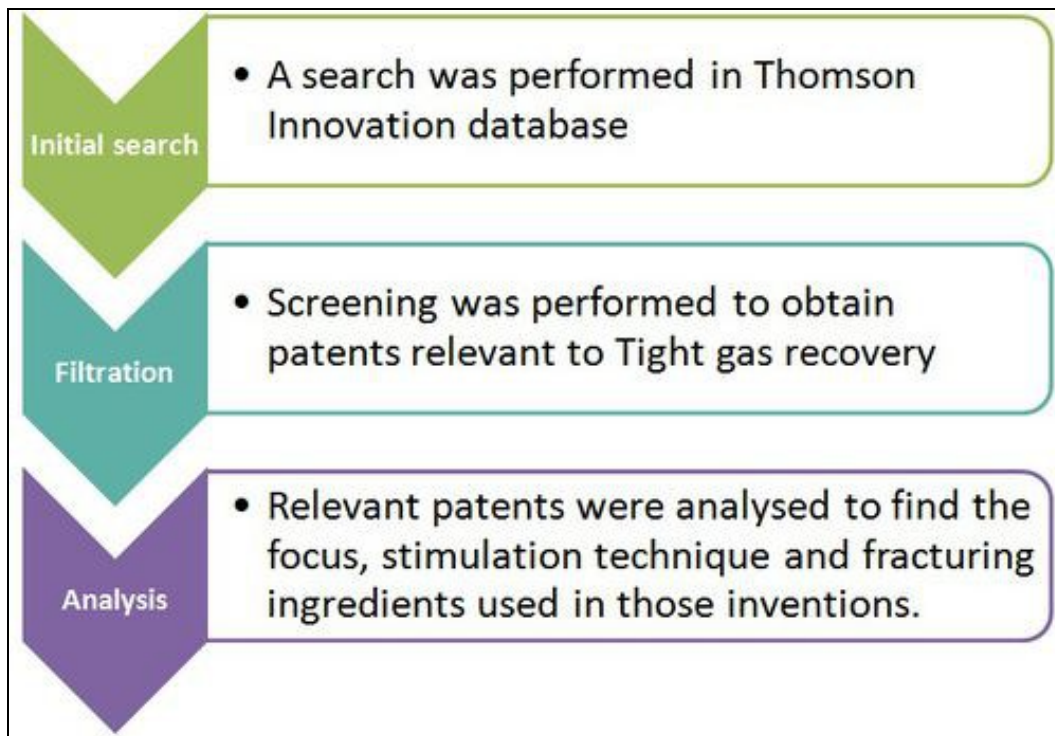 Initial search
• A search was performed in Thomson
Innovation database
Filtration
• Screening was performed to obtain
patents relevant to Tight gas recovery
Analysis
• Relevant patents were analysed to find the
focus, stimulation technique and fracturing
ingredients used in those inventions.